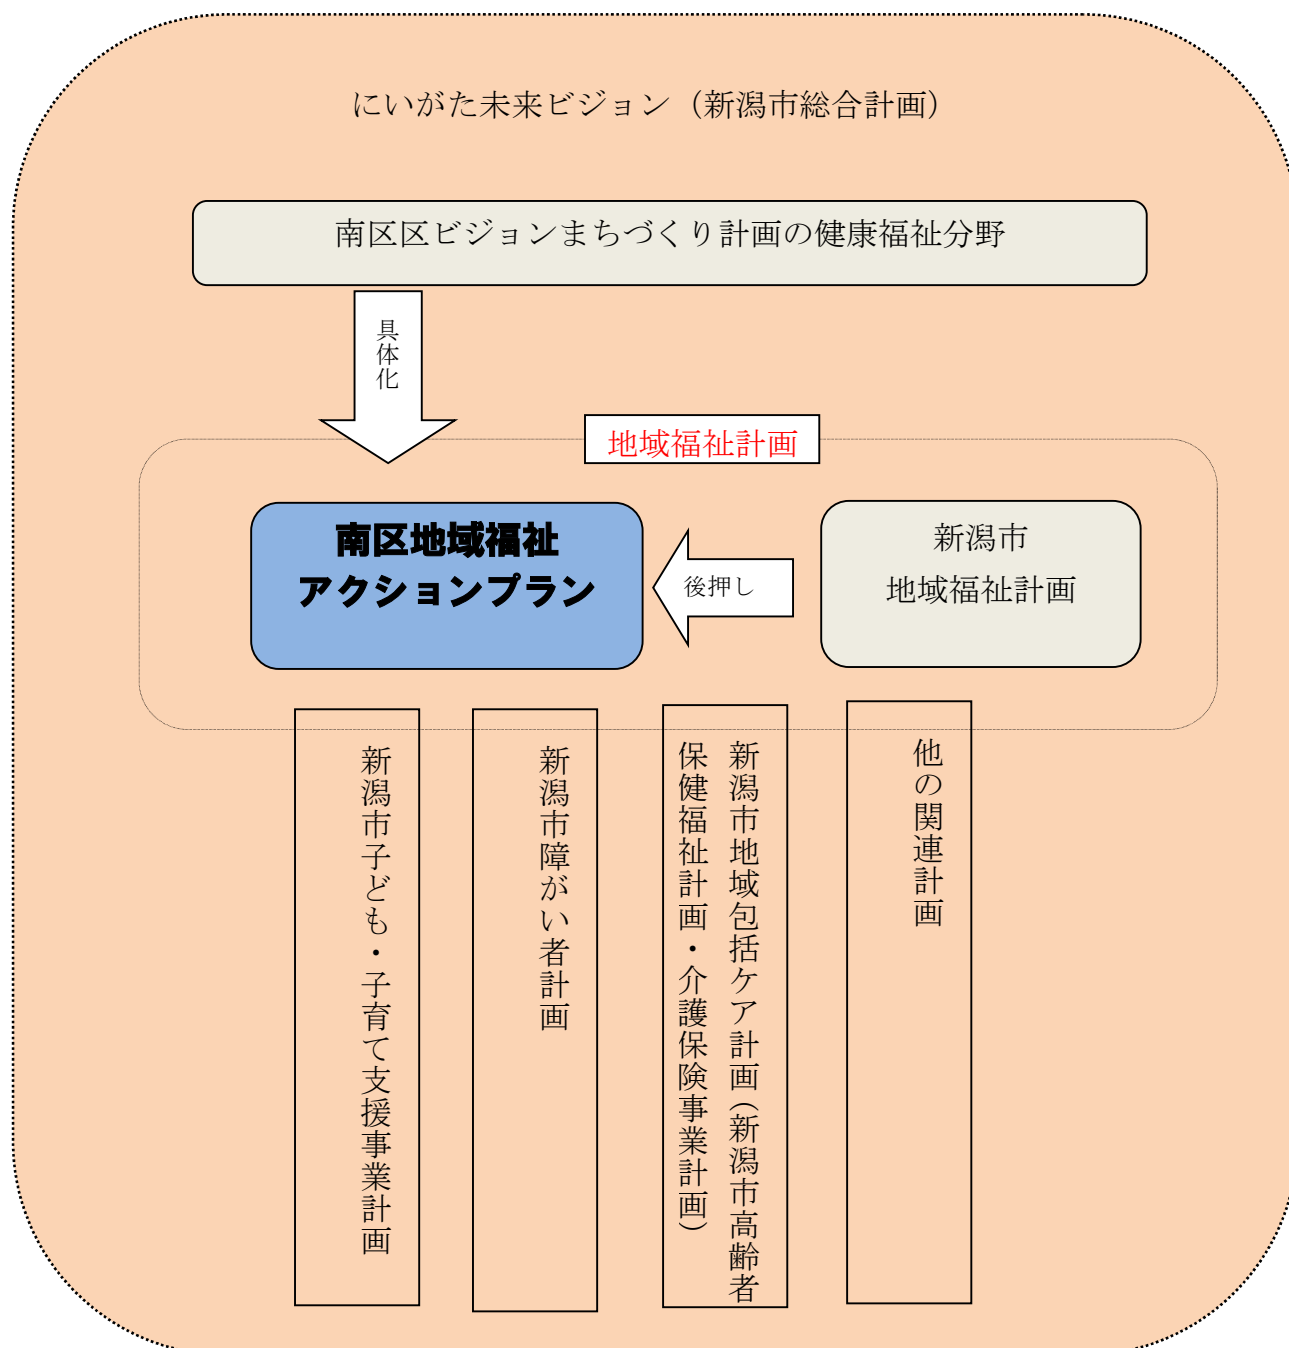 にいがた未来ビジョン（新潟市総合計画）
南区区ビジョンまちづくり計画の健康福祉分野
具体化
地域福祉計画
南区地域福祉
アクションプラン
後押し
新潟市
地域福祉計画
新潟市子ども・子育て支援事業計画
新潟市障がい者計画
新潟市地域包括ケア計画（新潟市高齢者
保健福祉計画・介護保険事業計画）
他の関連計画